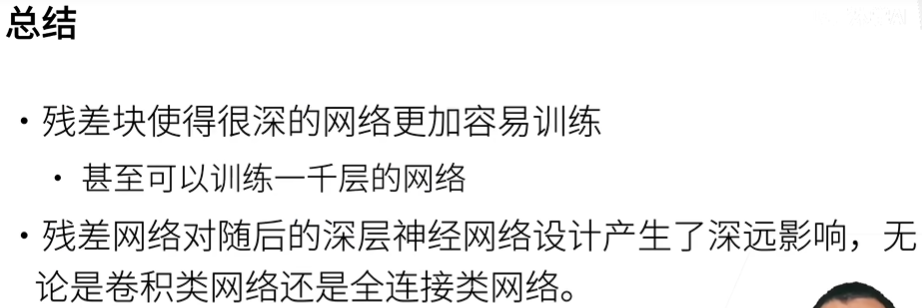 总结
• 残差块使得很深的网络更加容易训练
• 甚至可以训练一千层的网络
• 残差网络对随后的深层神经网络设计产生了深远影响，无
论是卷积类网络还是全连接类网络。